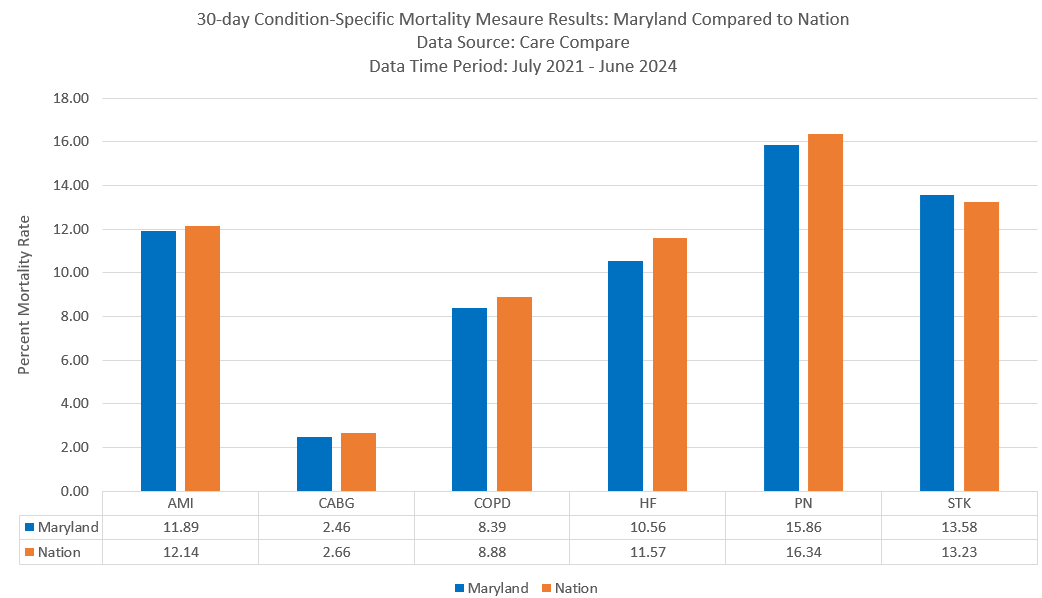 30-day Condition-Specific Mortality Mesaure Results: Maryland Compared to Nation
Data Source: Care Compare
Data Time Period: July 2021 - June 2024
Percent Mortality Rate
18.00
16.00
14.00
12.00
10.00
8.00
6.00
4.00
2.00
0.00
AMI CABG COPD HF PN STK
Maryland 11.89 2.46 8.39 10.56 15.86 13.58
Nation 12.14 2.66 8.88 11.57 16.34 13.23
Maryland Nation